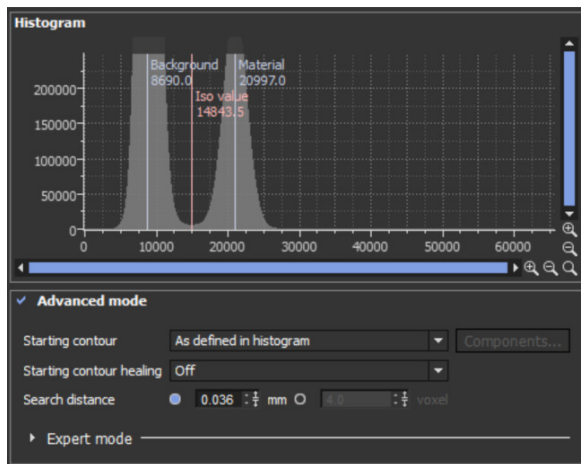 Histogram
Background
8690.0
Material
20997.0
Iso value
14843.5
200000
150000
100000
50000
0
0 10000 20000 30000 40000 50000 60000
Advanced mode
Starting contour As defined in histogram Components...
Starting contour healing Off
Search distance 0.036 mm 4.0 voxel
Expert mode